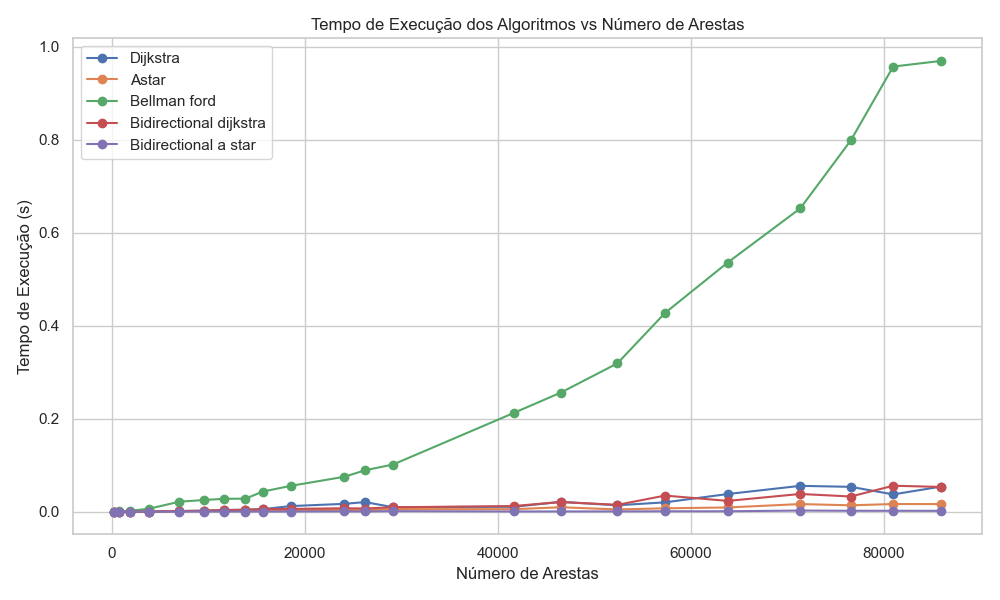 Tempo de Execução dos Algoritmos vs Número de Arestas
Dijkstra
Astar
Bellman ford
Bidirectional dijkstra
Bidirectional a star
Tempo de Execução (s)
1.0
0.8
0.6
0.4
0.2
0.0
0 20000 40000 60000 80000
Número de Arestas